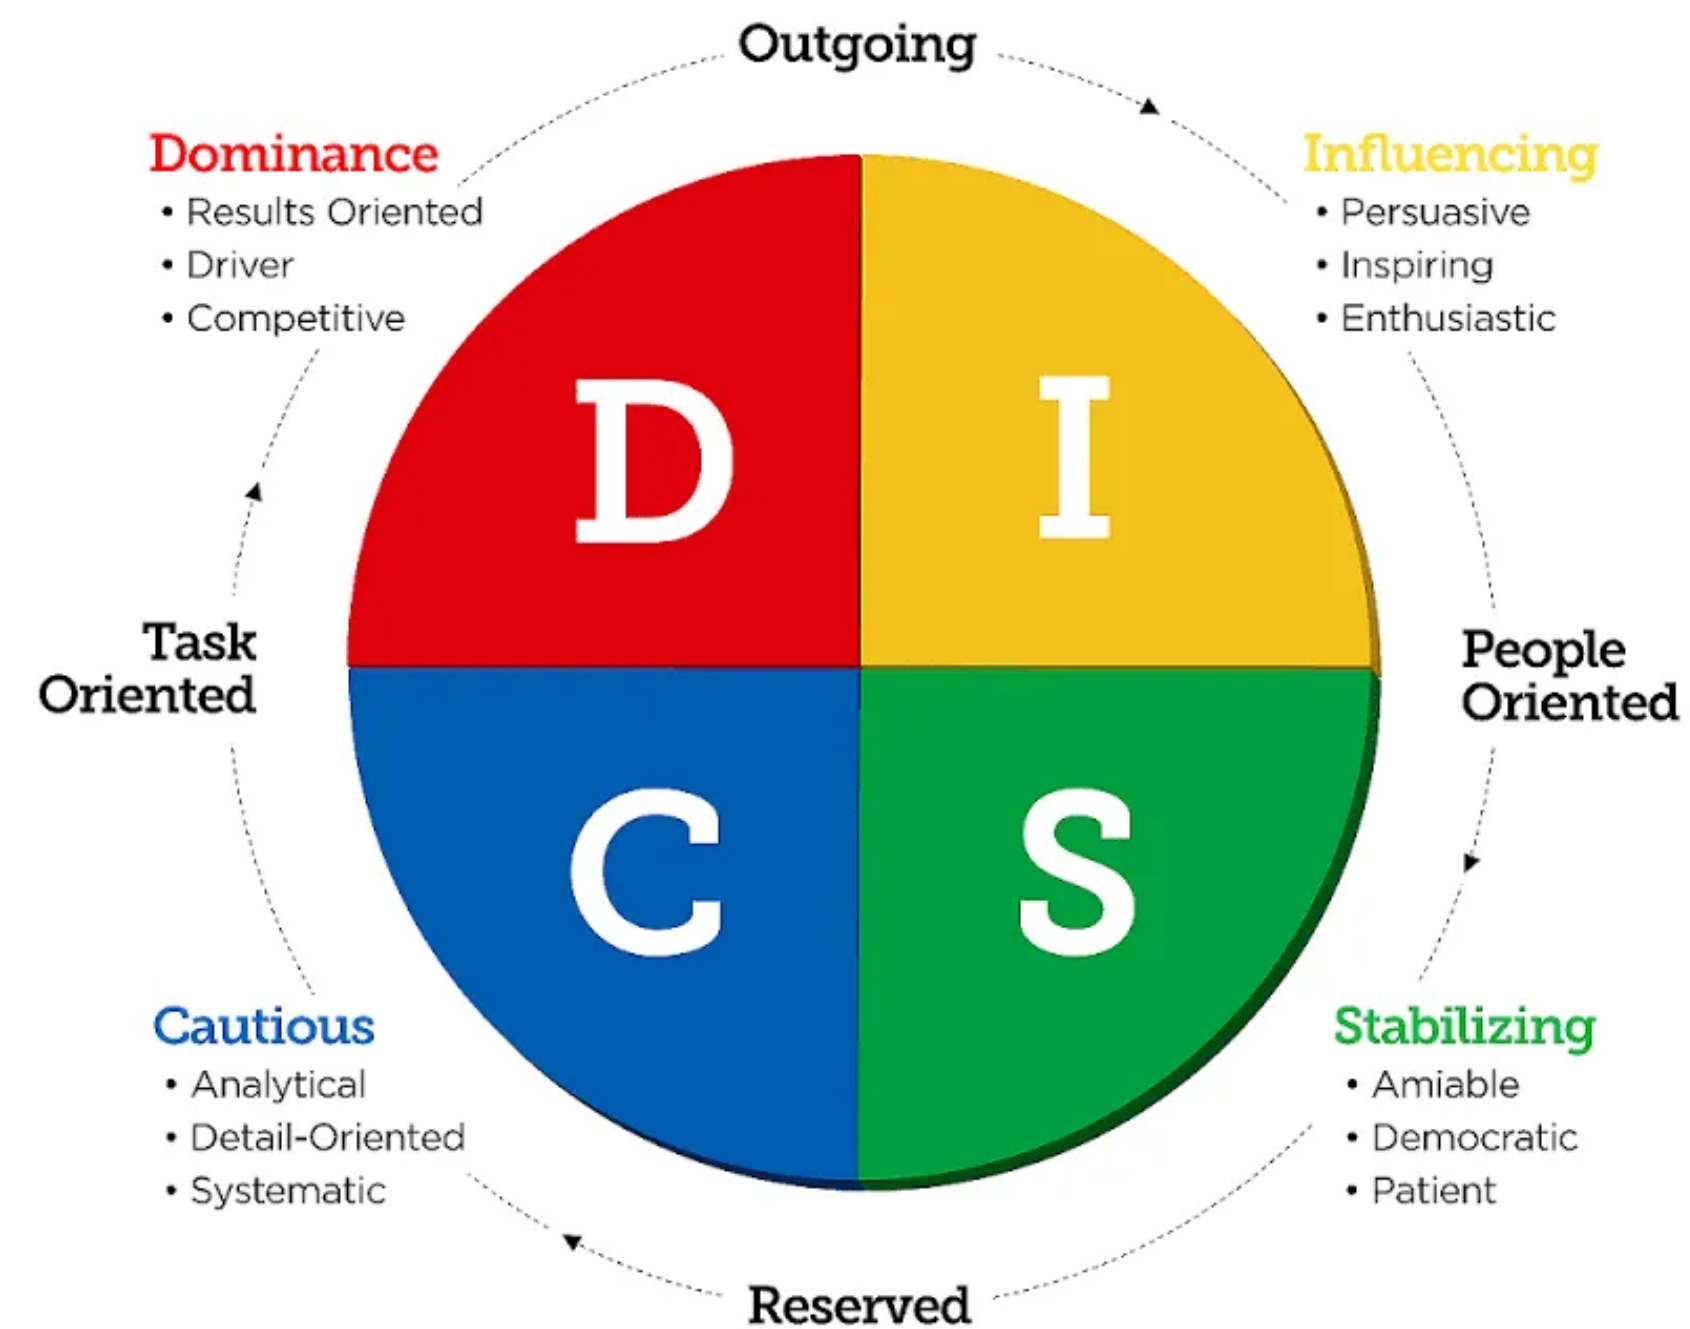 Outgoing
Dominance
• Results Oriented
• Driver
• Competitive
Influencing
• Persuasive
• Inspiring
• Enthusiastic
D
I
Task
Oriented
People
Oriented
C
S
Cautious
• Analytical
• Detail-Oriented
• Systematic
Stabilizing
• Amiable
• Democratic
• Patient
Reserved